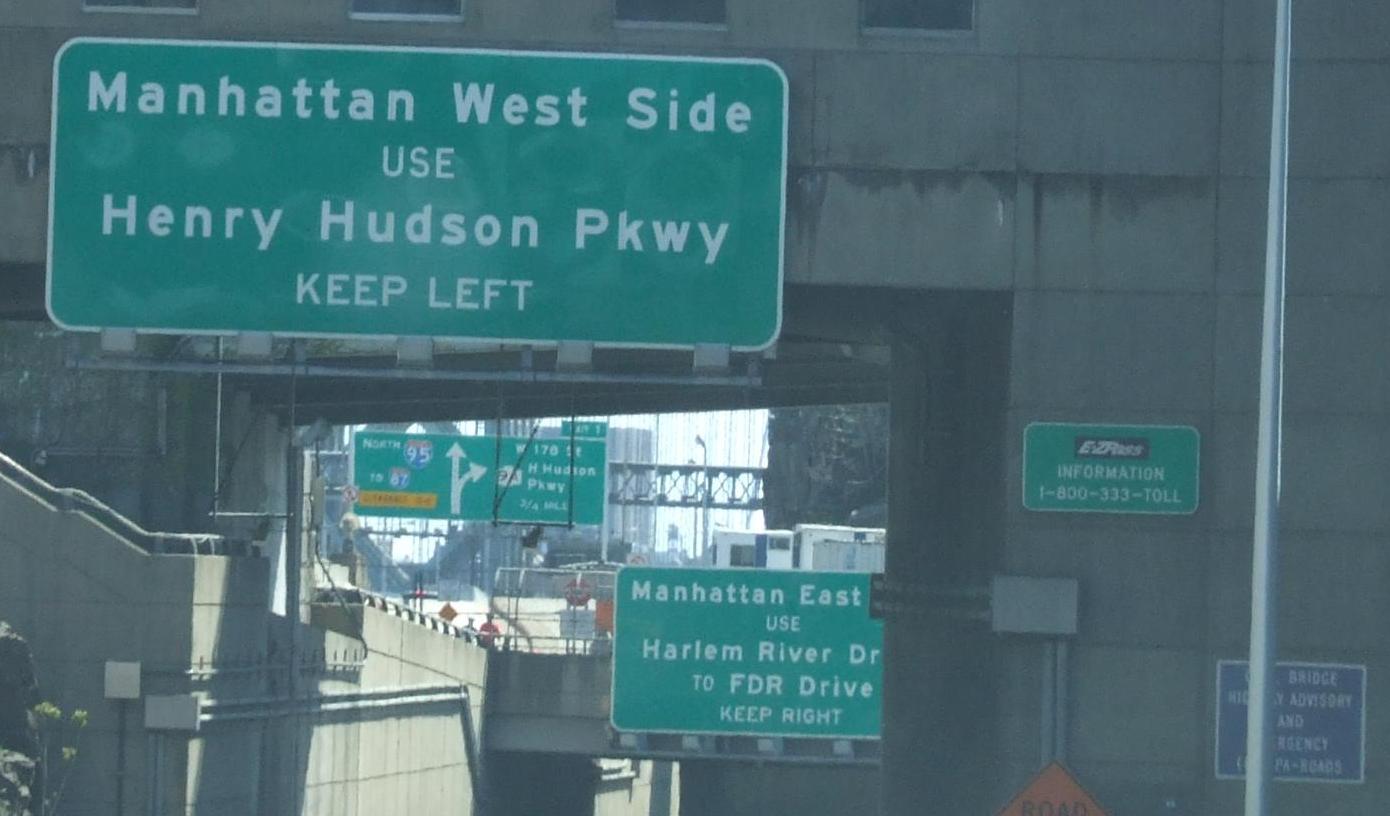 Manhattan West Side
USE
Henry Hudson Pkwy
KEEP LEFT
NORTH 95
TO 87
W 178 St
H Hudson
Pkwy
3/4 MILE
E-ZPass
INFORMATION
1-800-333-TOLL
Manhattan East
USE
Harlem River Dr
TO FDR Drive
KEEP RIGHT
BRIDGE
ADVISORY
AND
PA-ROADS
ROAD